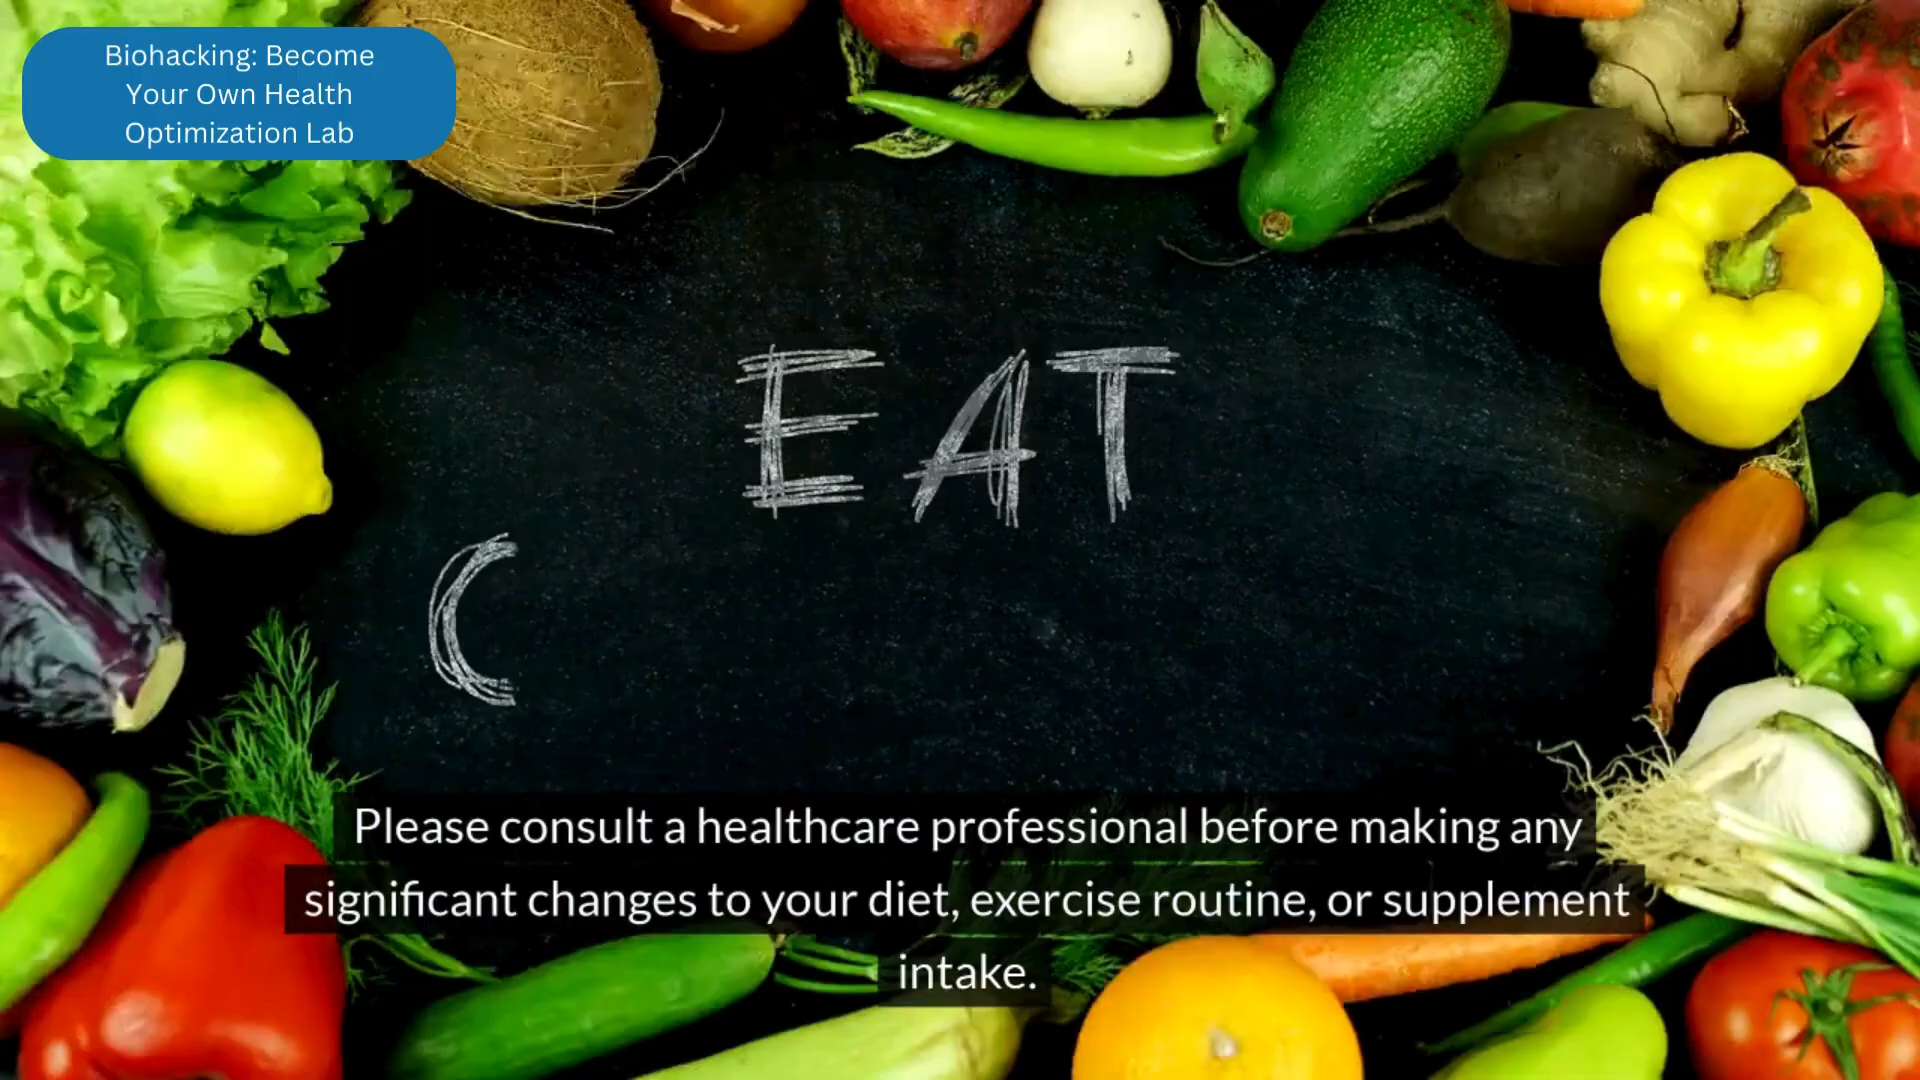 Biohacking: Become
Your Own Health
Optimization Lab
EAT
C
Please consult a healthcare professional before making any
significant changes to your diet, exercise routine, or supplement
intake.